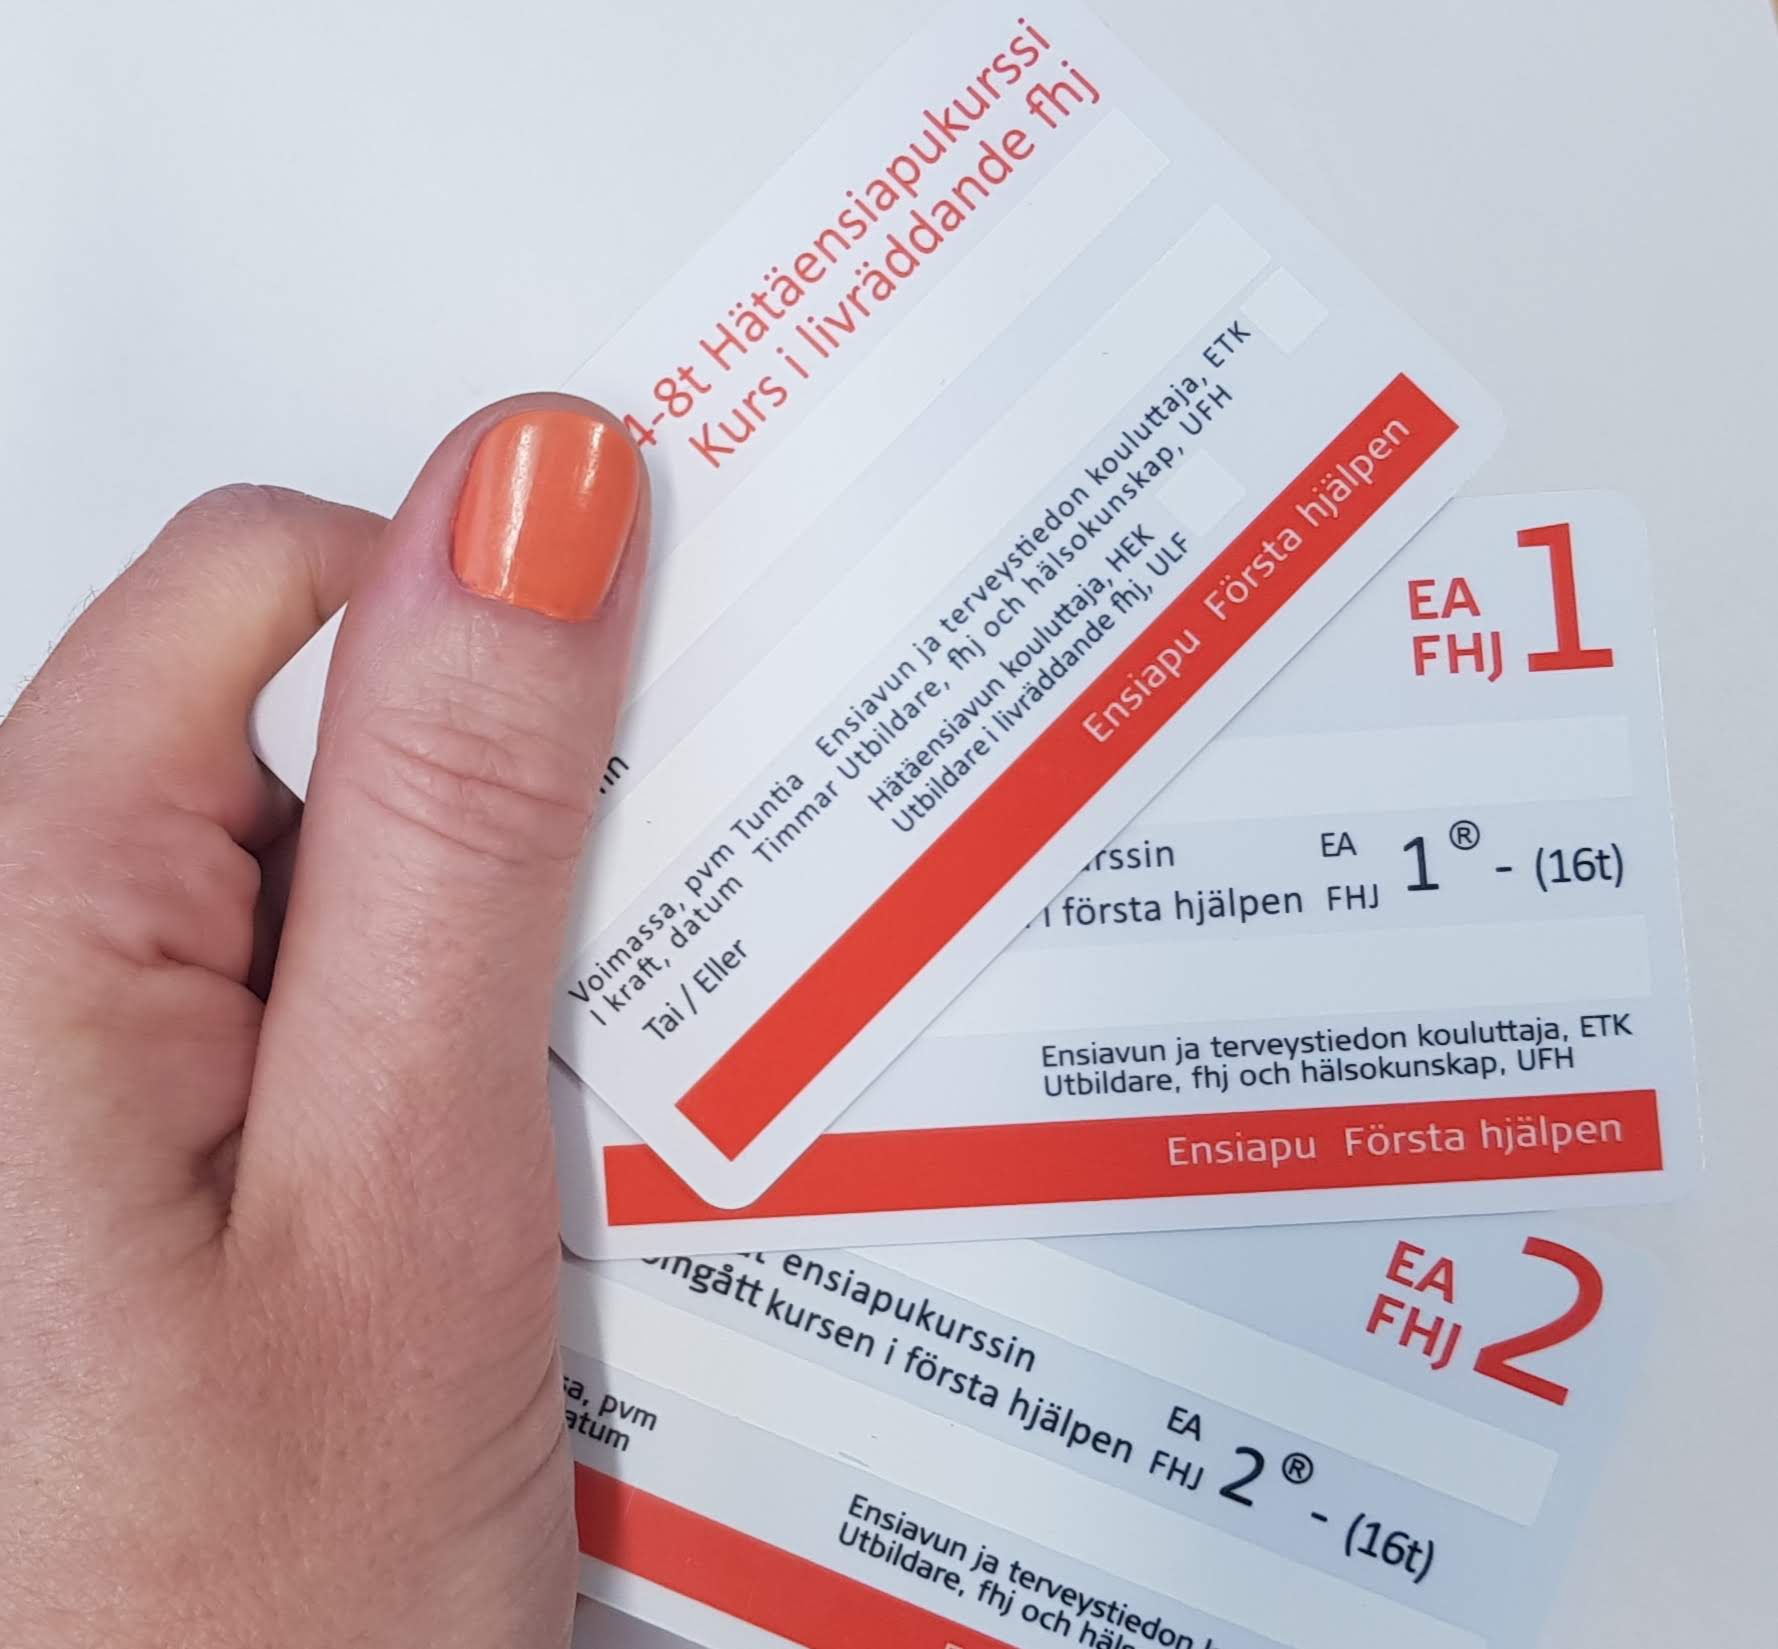 4-8t Hätäensiapukurssi
Kurs i livräddande fhj
Voimassa, pvm Tuntia Ensiavun ja terveystiedon kouluttaja, ETK
I kraft, datum Timmar Utbildare, fhj och hälsokunskap, UFH
Tai / Eller Hätäensiavun kouluttaja, HEK
Utbildare i livräddande fhj, ULF
Ensiapu Första hjälpen
EA
FHJ 1
EA
i första hjälpen FHJ 1® - (16t)
Ensiavun ja terveystiedon kouluttaja, ETK
Utbildare, fhj och hälsokunskap, UFH
Ensiapu Första hjälpen
EA
FHJ 2
ensiapukurssin EA
kursen i första hjälpen FHJ 2® - (16t)
pvm
Ensiavun ja terveystiedon
Utbildare, fhj och